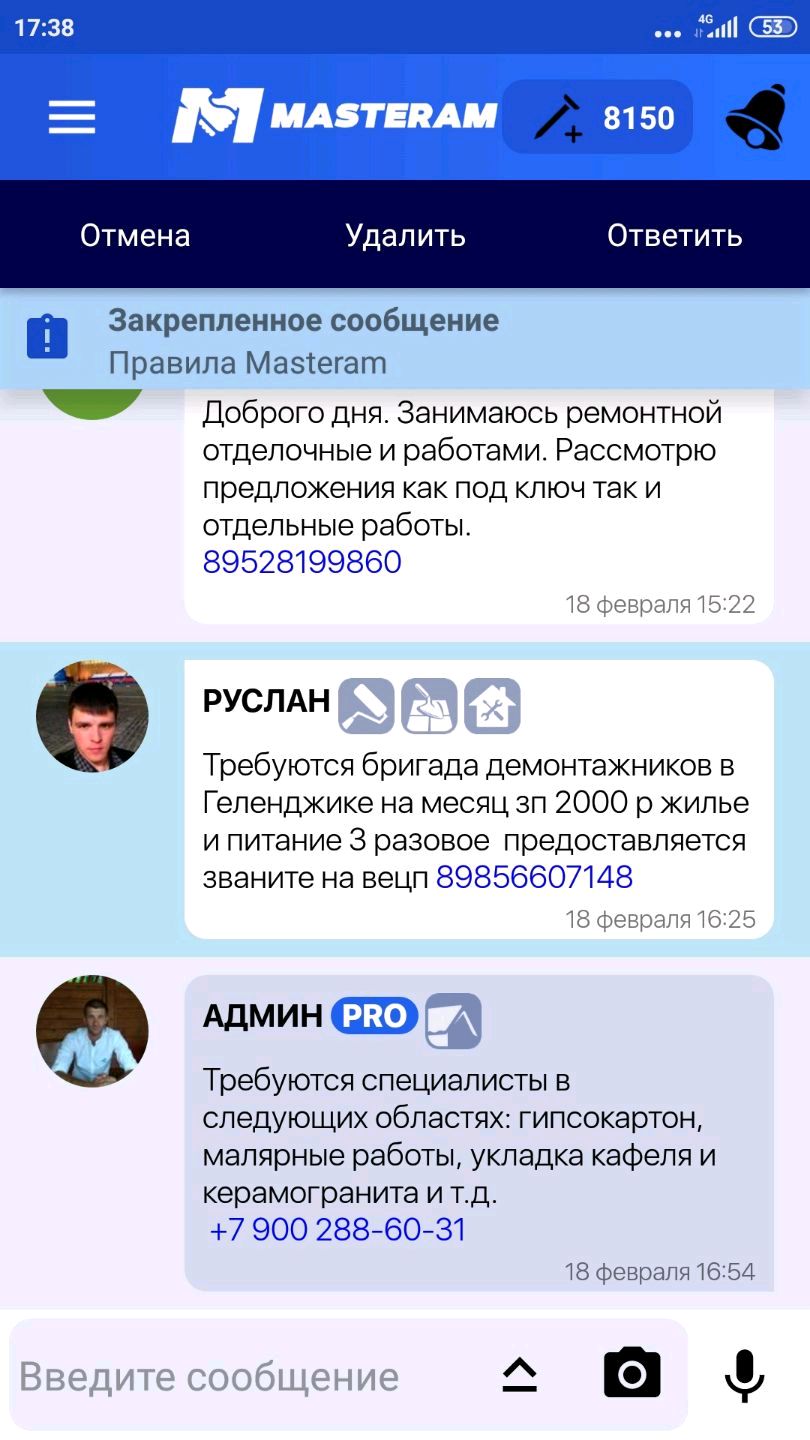 17:38
4G
53
MASTERAM
8150
Отмена
Удалить
Ответить
Закрепленное сообщение
Правила Masteram
Доброго дня. Занимаюсь ремонтной
отделочные и работами. Рассмотрю
предложения как под ключ так и
отдельные работы.
89528199860
18 февраля 15:22
РУСЛАН
Требуются бригада демонтажников в
Геленджике на месяц зп 2000 р жилье
и питание 3 разовое предоставляется
званите на вецп 89856607148
18 февраля 16:25
АДМИН PRO
Требуются специалисты в
следующих областях: гипсокартон,
малярные работы, укладка кафеля и
керамогранита и т.д.
+7 900 288-60-31
18 февраля 16:54
Введите сообщение